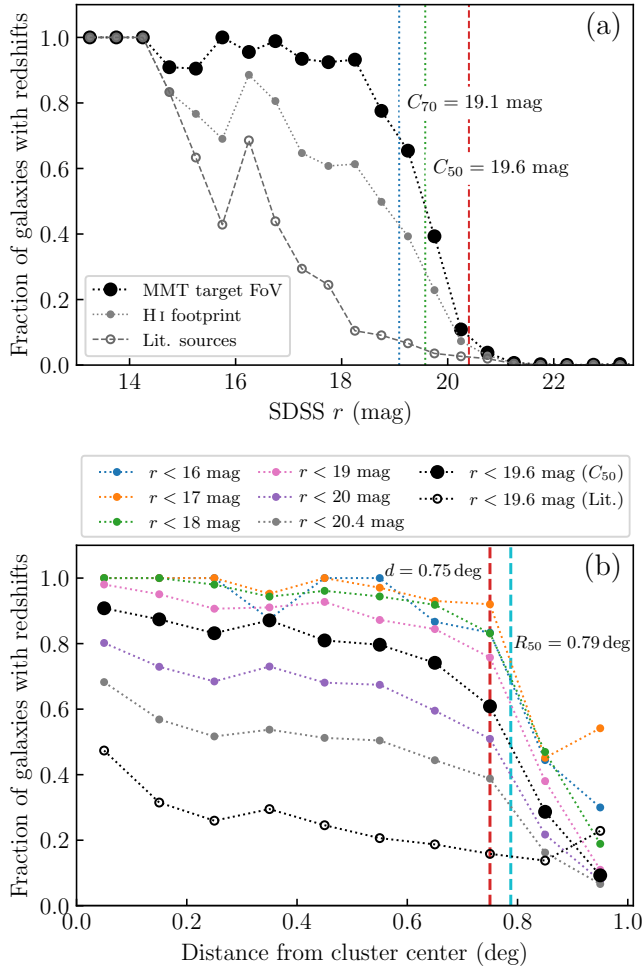 (a)
Fraction of galaxies with redshifts
1.0
0.8
0.6
0.4
0.2
0.0
C₇₀ = 19.1 mag
C₅₀ = 19.6 mag
MMT target FoV
H I footprint
Lit. sources
14 16 18 20 22
SDSS r (mag)
r < 16 mag r < 19 mag r < 19.6 mag (C₅₀)
r < 17 mag r < 20 mag r < 19.6 mag (Lit.)
r < 18 mag r < 20.4 mag
(b)
Fraction of galaxies with redshifts
d = 0.75 deg
R₅₀ = 0.79 deg
1.0
0.8
0.6
0.4
0.2
0.0
0.0 0.2 0.4 0.6 0.8 1.0
Distance from cluster center (deg)